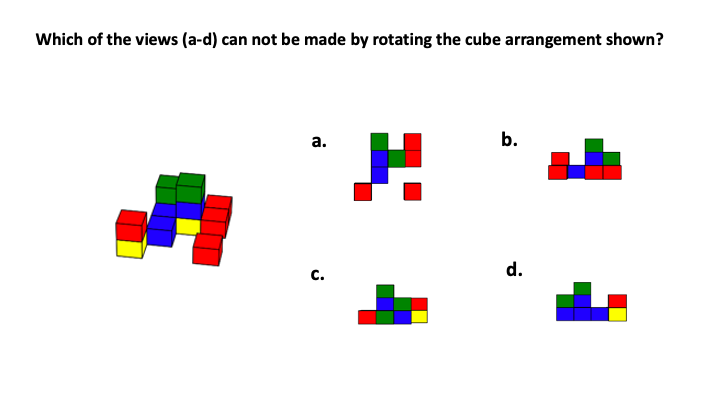 Which of the views (a-d) can not be made by rotating the cube arrangement shown?
a.
b.
c.
d.